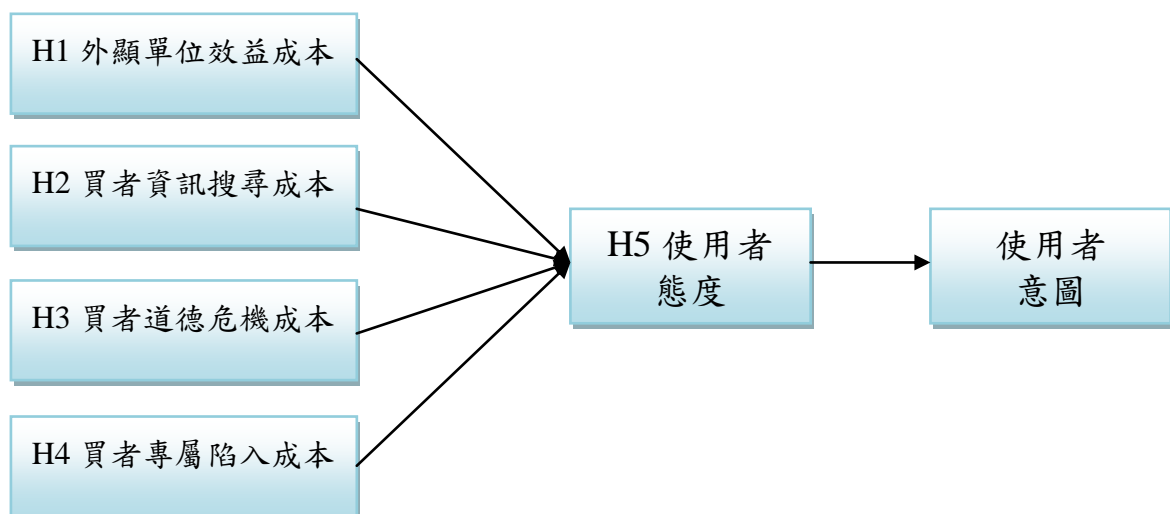 H1 外顯單位效益成本
H2 買者資訊搜尋成本
H3 買者道德危機成本
H4 買者專屬陷入成本
H5 使用者
態度
使用者
意圖